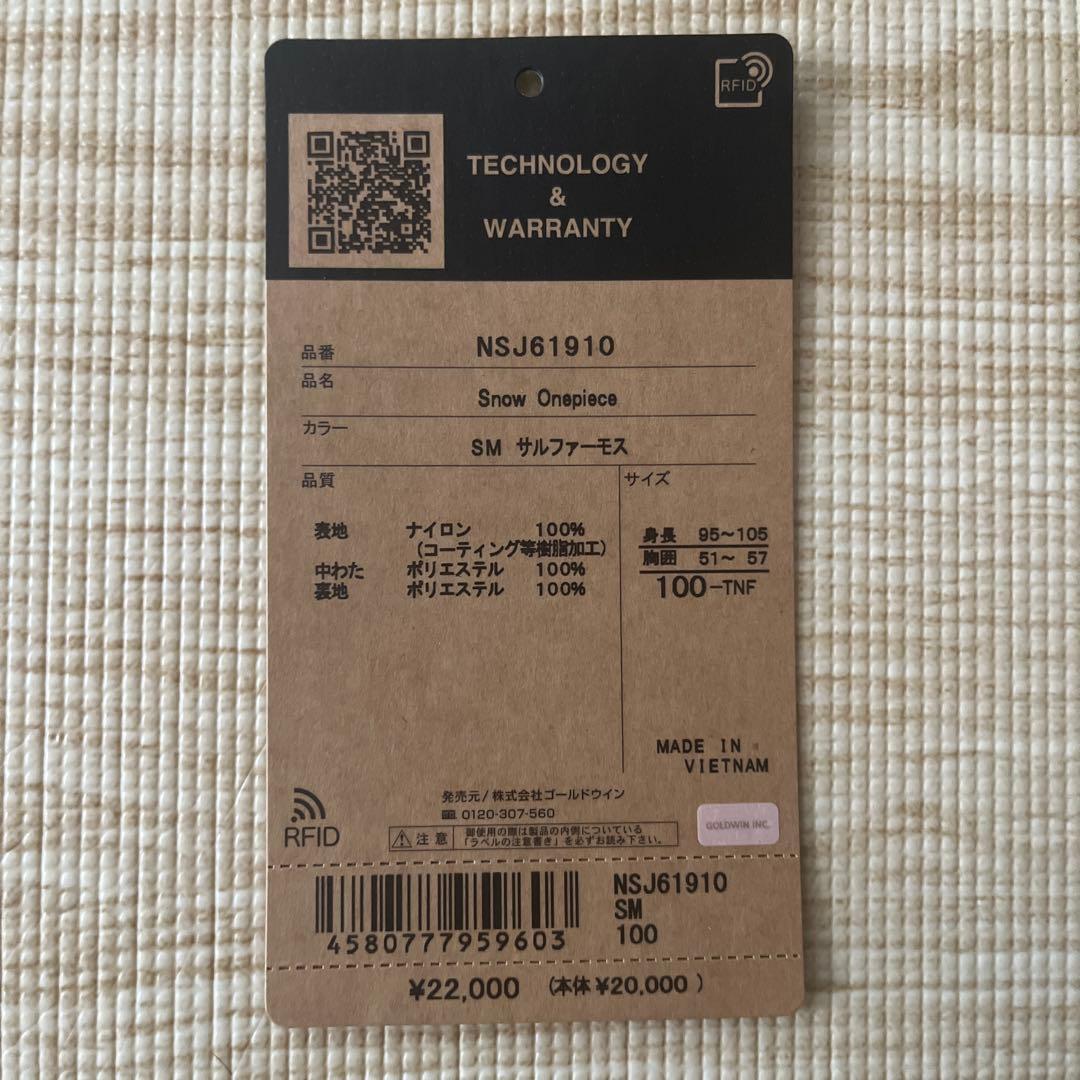 RFID
TECHNOLOGY
&
WARRANTY
品番 NSJ61910
品名
Snow Onepiece
カラー
SM サルファーモス
品質
サイズ
表地 ナイロン 100%
(コーティング等樹脂加工)
中わた ポリエステル 100%
裏地 ポリエステル 100%
身長 95~105
胸囲 51~ 57
100-TNF
MADE IN
VIETNAM
発売元/株式会社ゴールドウイン
0120-307-560
RFID
注意
御使用の際は製品の内側についている
「ラベルの注意書き」を必ずお読み下さい。
GOLDWIN INC.
4580777959603
NSJ61910
SM
100
¥22,000 (本体¥20,000 )